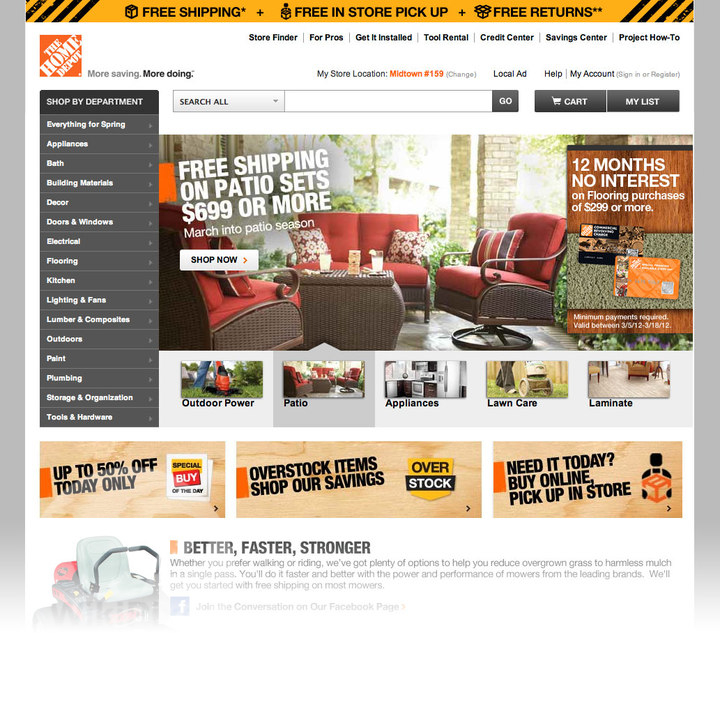 FREE SHIPPING* + FREE IN STORE PICK UP + FREE RETURNS**
THE HOME DEPOT
More saving. More doing.®
Store Finder | For Pros | Get It Installed | Tool Rental | Credit Center | Savings Center | Project How-To
My Store Location: Midtown #159 (Change) Local Ad Help | My Account (Sign in or Register)
SHOP BY DEPARTMENT
SEARCH ALL
GO
CART
MY LIST
Everything for Spring
Appliances
Bath
Building Materials
Decor
Doors & Windows
Electrical
Flooring
Kitchen
Lighting & Fans
Lumber & Composites
Outdoors
Paint
Plumbing
Storage & Organization
Tools & Hardware
FREE SHIPPING
ON PATIO SETS
$699 OR MORE
March into patio season
SHOP NOW
12 MONTHS
NO INTEREST
on Flooring purchases
of $299 or more.
Minimum payments required.
Valid between 3/5/12-3/18/12.
Outdoor Power
Patio
Appliances
Lawn Care
Laminate
UP TO 50% OFF
TODAY ONLY
SPECIAL
BUY
OF THE DAY
OVERSTOCK ITEMS
SHOP OUR SAVINGS
OVER
STOCK
NEED IT TODAY?
BUY ONLINE,
PICK UP IN STORE
BETTER, FASTER, STRONGER
Whether you prefer walking or riding, we've got plenty of options to help you reduce overgrown grass to harmless mulch
in a single pass. You'll do it faster and better with the power and performance of mowers from the leading brands. We'll
get you started with free shipping on most mowers.
Join the Conversation on Our Facebook Page